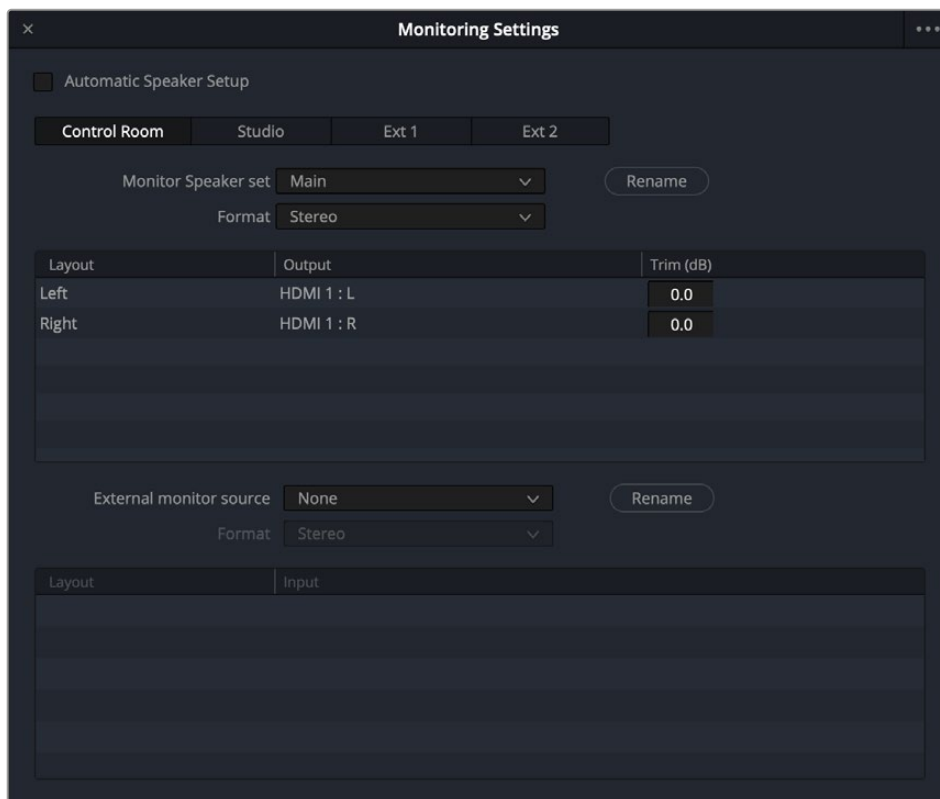 Monitoring Settings
Automatic Speaker Setup
Control Room Studio Ext 1 Ext 2
Monitor Speaker set Main Rename
Format Stereo
Layout Output Trim (dB)
Left HDMI 1 : L 0.0
Right HDMI 1 : R 0.0
External monitor source None Rename
Format Stereo
Layout Input